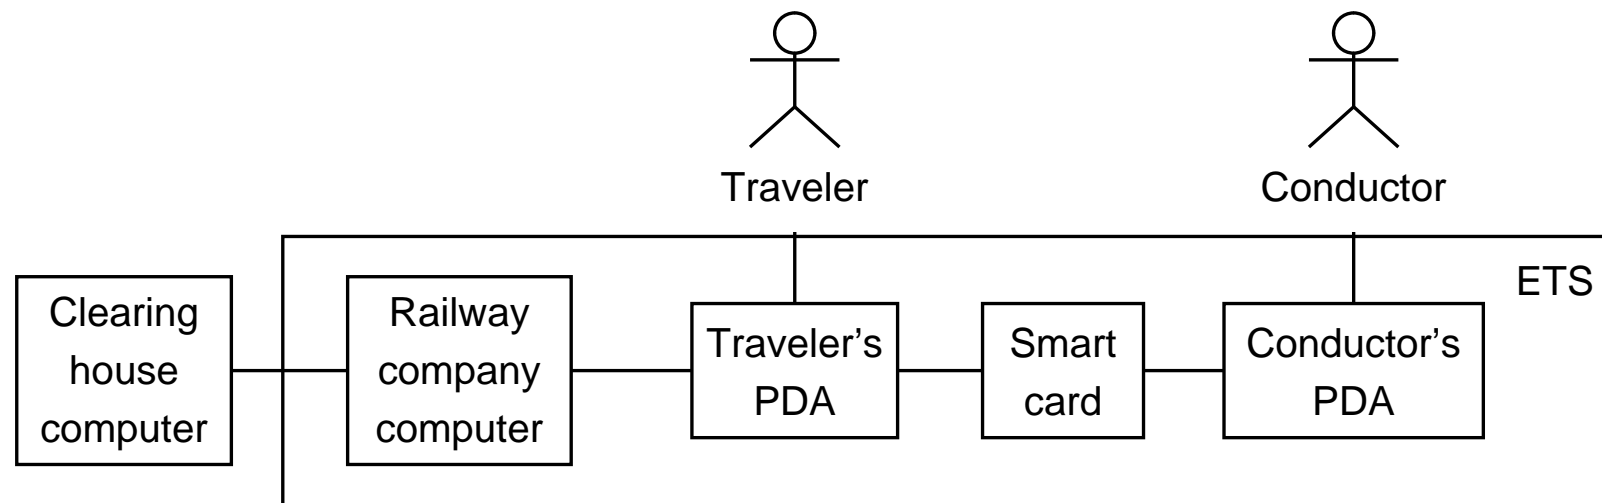 Traveler
Conductor
ETS
Clearing
house
computer
Railway
company
computer
Traveler’s
PDA
Smart
card
Conductor’s
PDA